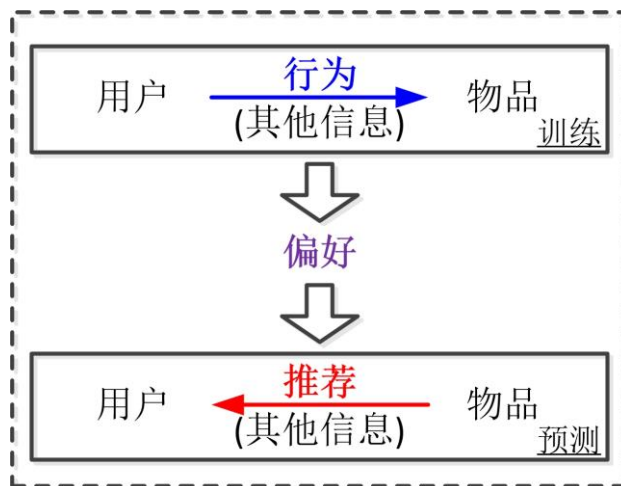 行为
用户 物品
(其他信息)
训练
偏好
推荐
用户 物品
(其他信息)
预测